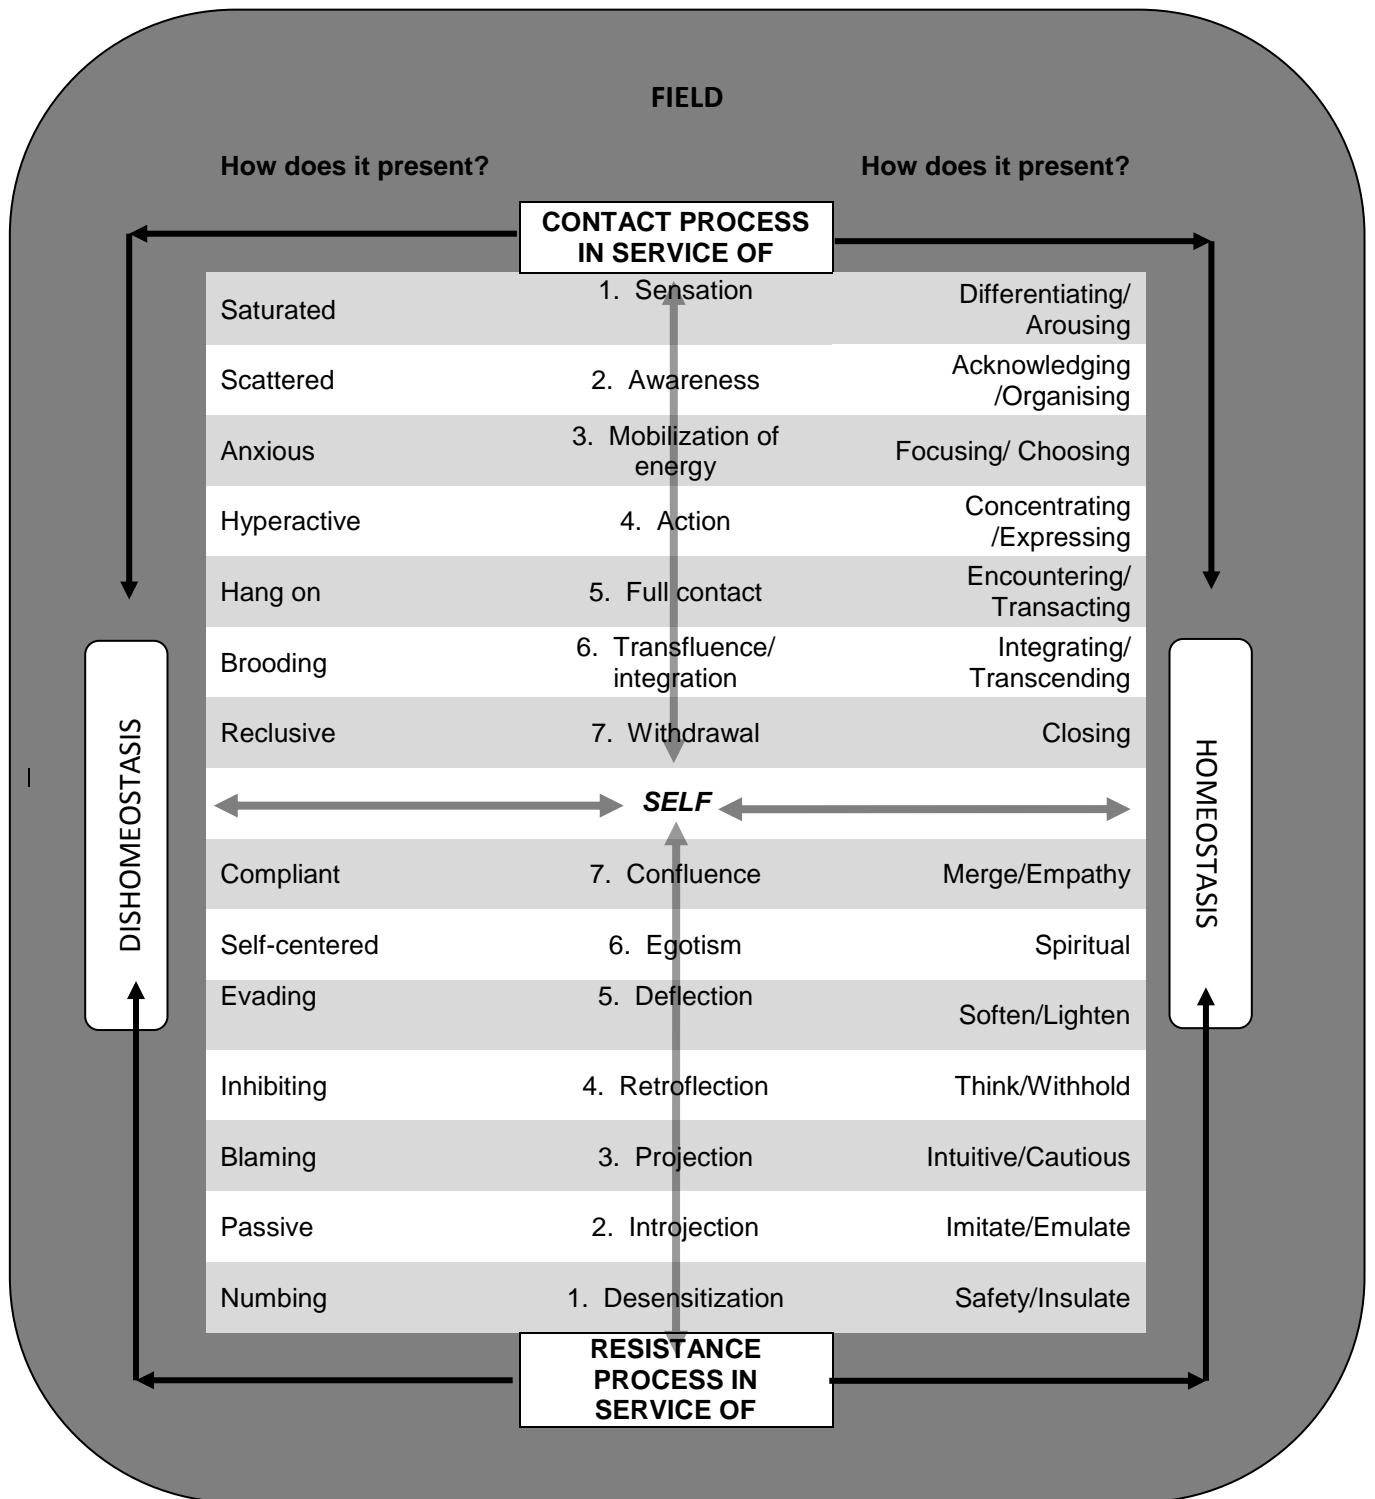 FIELD
How does it present? How does it present?
CONTACT PROCESS
IN SERVICE OF
Saturated 1. Sensation Differentiating/
Arousing
Scattered 2. Awareness Acknowledging
/Organising
Anxious 3. Mobilization of
energy Focusing/ Choosing
Hyperactive 4. Action Concentrating
/Expressing
Hang on 5. Full contact Encountering/
Transacting
Brooding 6. Transfluence/
integration Integrating/
Transcending
Reclusive 7. Withdrawal Closing
DISHOMEOSTASIS
HOMEOSTASIS
SELF
Compliant 7. Confluence Merge/Empathy
Self-centered 6. Egotism Spiritual
Evading 5. Deflection Soften/Lighten
Inhibiting 4. Retroflection Think/Withhold
Blaming 3. Projection Intuitive/Cautious
Passive 2. Introjection Imitate/Emulate
Numbing 1. Desensitization Safety/Insulate
RESISTANCE
PROCESS IN
SERVICE OF